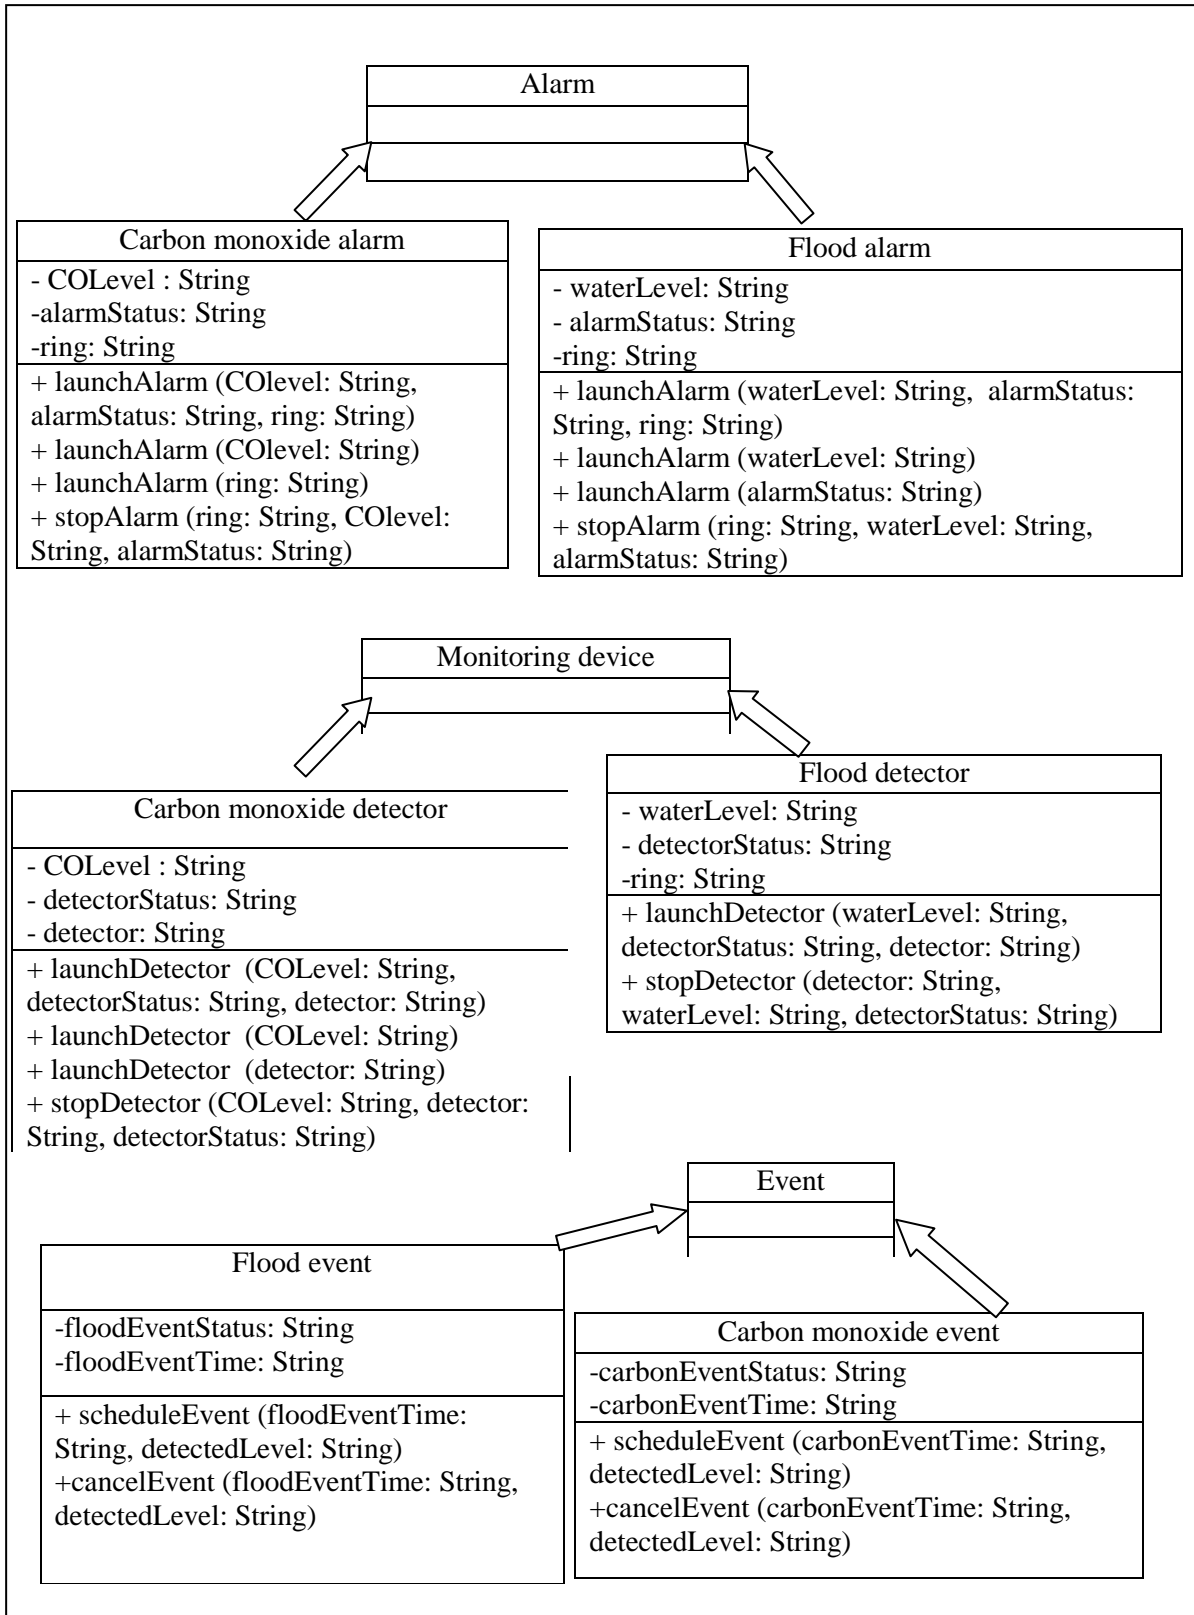 Alarm
Carbon monoxide alarm
- COLevel : String
-alarmStatus: String
-ring: String
+ launchAlarm (COlevel: String,
alarmStatus: String, ring: String)
+ launchAlarm (COlevel: String)
+ launchAlarm (ring: String)
+ stopAlarm (ring: String, COlevel:
String, alarmStatus: String)
Flood alarm
- waterLevel: String
- alarmStatus: String
-ring: String
+ launchAlarm (waterLevel: String, alarmStatus:
String, ring: String)
+ launchAlarm (waterLevel: String)
+ launchAlarm (alarmStatus: String)
+ stopAlarm (ring: String, waterLevel: String,
alarmStatus: String)
Monitoring device
Carbon monoxide detector
- COLevel : String
- detectorStatus: String
- detector: String
+ launchDetector (COLevel: String,
detectorStatus: String, detector: String)
+ launchDetector (COLevel: String)
+ launchDetector (detector: String)
+ stopDetector (COLevel: String, detector:
String, detectorStatus: String)
Flood detector
- waterLevel: String
- detectorStatus: String
-ring: String
+ launchDetector (waterLevel: String,
detectorStatus: String, detector: String)
+ stopDetector (detector: String,
waterLevel: String, detectorStatus: String)
Event
Flood event
-floodEventStatus: String
-floodEventTime: String
+ scheduleEvent (floodEventTime:
String, detectedLevel: String)
+cancelEvent (floodEventTime: String,
detectedLevel: String)
Carbon monoxide event
-carbonEventStatus: String
-carbonEventTime: String
+ scheduleEvent (carbonEventTime: String,
detectedLevel: String)
+cancelEvent (carbonEventTime: String,
detectedLevel: String)